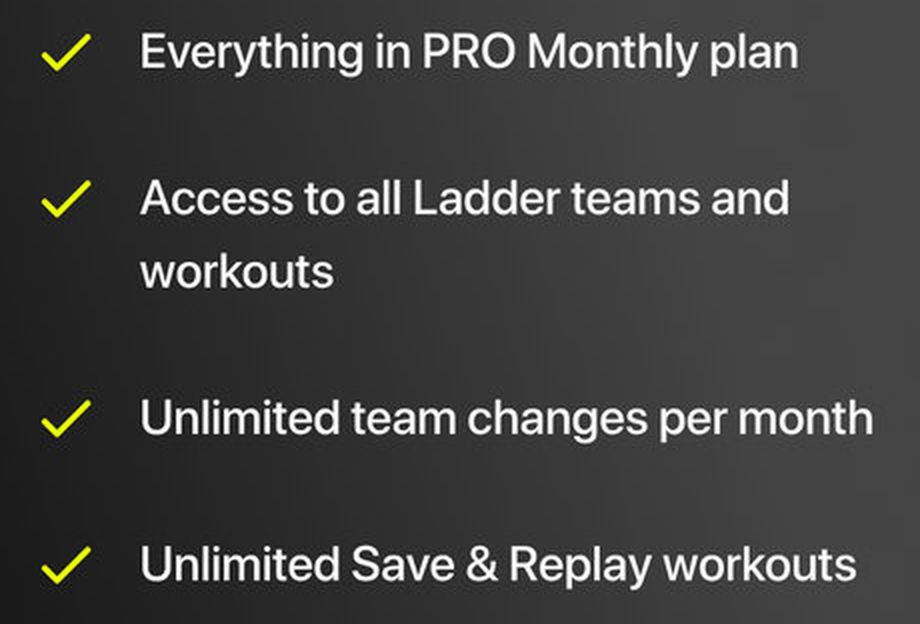 Everything in PRO Monthly plan
Access to all Ladder teams and
workouts
Unlimited team changes per month
Unlimited Save & Replay workouts